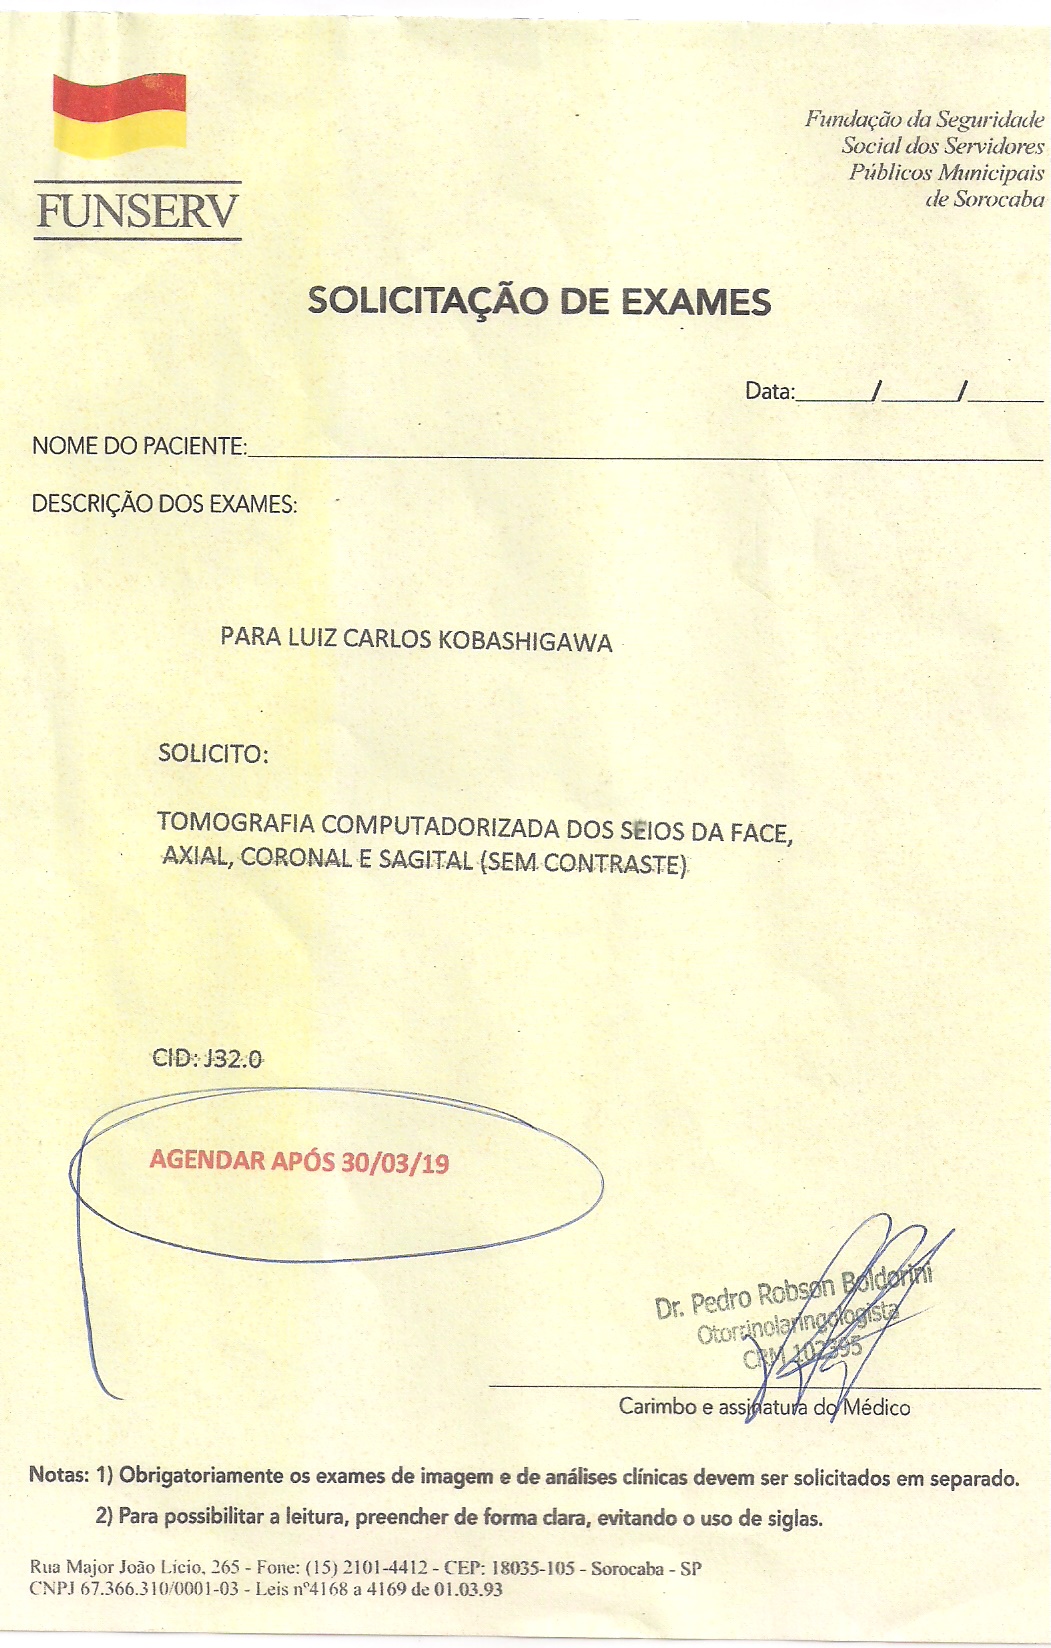 FUNSERV
Fundação da Seguridade
Social dos Servidores
Públicos Municipais
de Sorocaba
SOLICITAÇÃO DE EXAMES
Data:______/______/______
NOME DO PACIENTE:
DESCRIÇÃO DOS EXAMES:
PARA LUIZ CARLOS KOBASHIGAWA
SOLICITO:
TOMOGRAFIA COMPUTADORIZADA DOS SEIOS DA FACE,
AXIAL, CORONAL E SAGITAL (SEM CONTRASTE)
CID: J32.0
AGENDAR APÓS 30/03/19
Dr. Pedro Robson Boldorini
Otorrinolaringologista
CRM 102395
Carimbo e assinatura do Médico
Notas: 1) Obrigatoriamente os exames de imagem e de análises clínicas devem ser solicitados em separado.
2) Para possibilitar a leitura, preencher de forma clara, evitando o uso de siglas.
Rua Major João Lício, 265 - Fone: (15) 2101-4412 - CEP: 18035-105 - Sorocaba - SP
CNPJ 67.366.310/0001-03 - Leis nº4168 a 4169 de 01.03.93